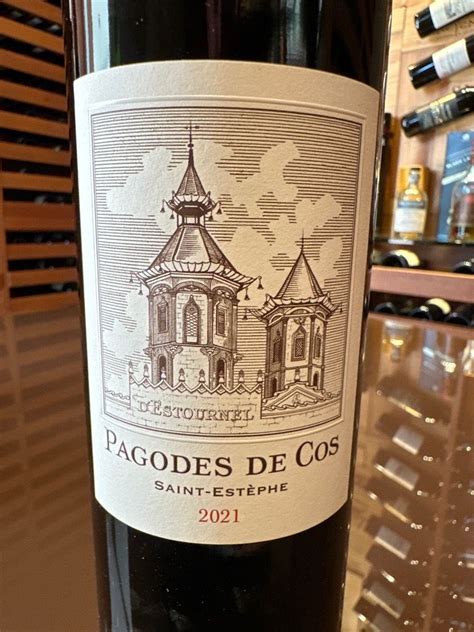 D'ESTOURNEL
PAGODES DE COS
SAINT-ESTÈPHE
2021